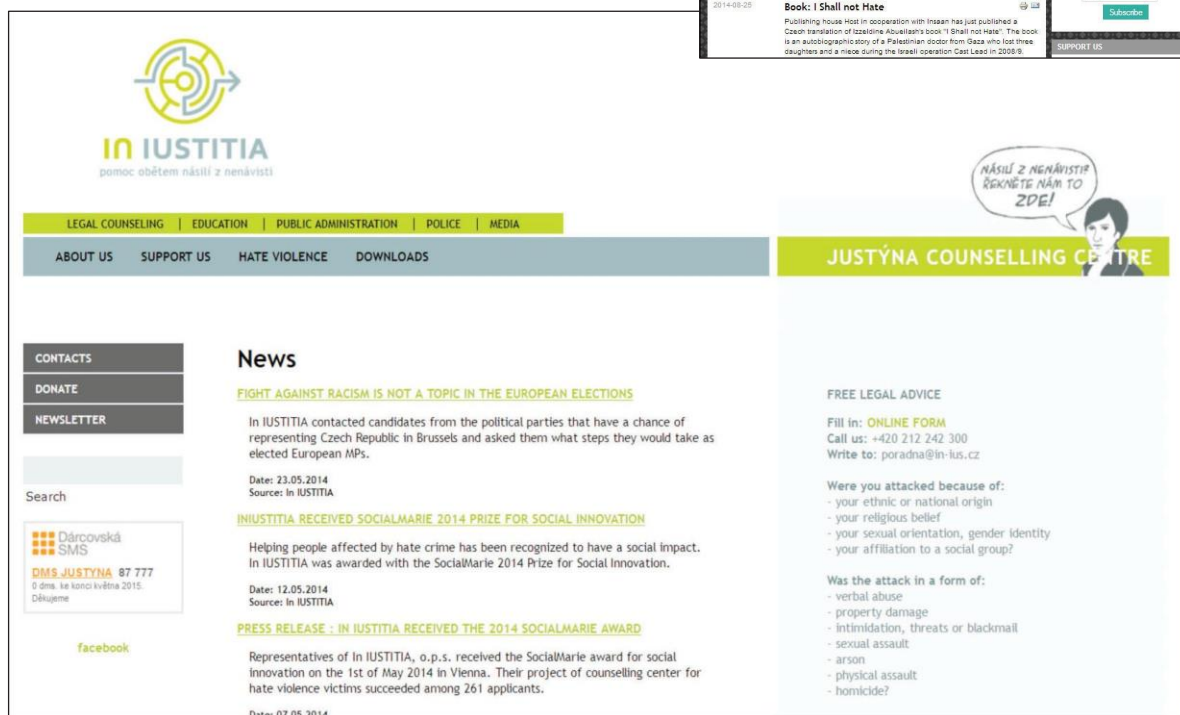 2014-08-25
Book: I Shall not Hate
Publishing house Host in cooperation with Insaan has just published a
Czech translation of Izzeldine Abuellash's book "I Shall not Hate". The book
is an autobiographic story of a Palestinian doctor from Gaza who lost three
daughters and a niece during the Israeli operation Cast Lead in 2008/9.
Subscribe
SUPPORT US
IN IUSTITIA
pomoc obětem násilí z nenávisti
NÁSILÍ Z NENÁVISTI?
ŘEKNĚTE NÁM TO
ZDE!
LEGAL COUNSELING | EDUCATION | PUBLIC ADMINISTRATION | POLICE | MEDIA
ABOUT US SUPPORT US HATE VIOLENCE DOWNLOADS
JUSTÝNA COUNSELLING CENTRE
CONTACTS
DONATE
NEWSLETTER
Search
Dárcovská
SMS
DMS JUSTYNA 87 777
0 dms. ke konci května 2015.
Děkujeme
facebook
News
FIGHT AGAINST RACISM IS NOT A TOPIC IN THE EUROPEAN ELECTIONS
In IUSTITIA contacted candidates from the political parties that have a chance of
representing Czech Republic in Brussels and asked them what steps they would take as
elected European MPs.
Date: 23.05.2014
Source: In IUSTITIA
INIUSTITIA RECEIVED SOCIALMARIE 2014 PRIZE FOR SOCIAL INNOVATION
Helping people affected by hate crime has been recognized to have a social impact.
In IUSTITIA was awarded with the SocialMarie 2014 Prize for Social Innovation.
Date: 12.05.2014
Source: In IUSTITIA
PRESS RELEASE : IN IUSTITIA RECEIVED THE 2014 SOCIALMARIE AWARD
Representatives of In IUSTITIA, o.p.s. received the SocialMarie award for social
innovation on the 1st of May 2014 in Vienna. Their project of counselling center for
hate violence victims succeeded among 261 applicants.
Date: 07.05.2014
FREE LEGAL ADVICE
Fill in: ONLINE FORM
Call us: +420 212 242 300
Write to: poradna@in-ius.cz
Were you attacked because of:
- your ethnic or national origin
- your religious belief
- your sexual orientation, gender identity
- your affiliation to a social group?
Was the attack in a form of:
- verbal abuse
- property damage
- intimidation, threats or blackmail
- sexual assault
- arson
- physical assault
- homicide?